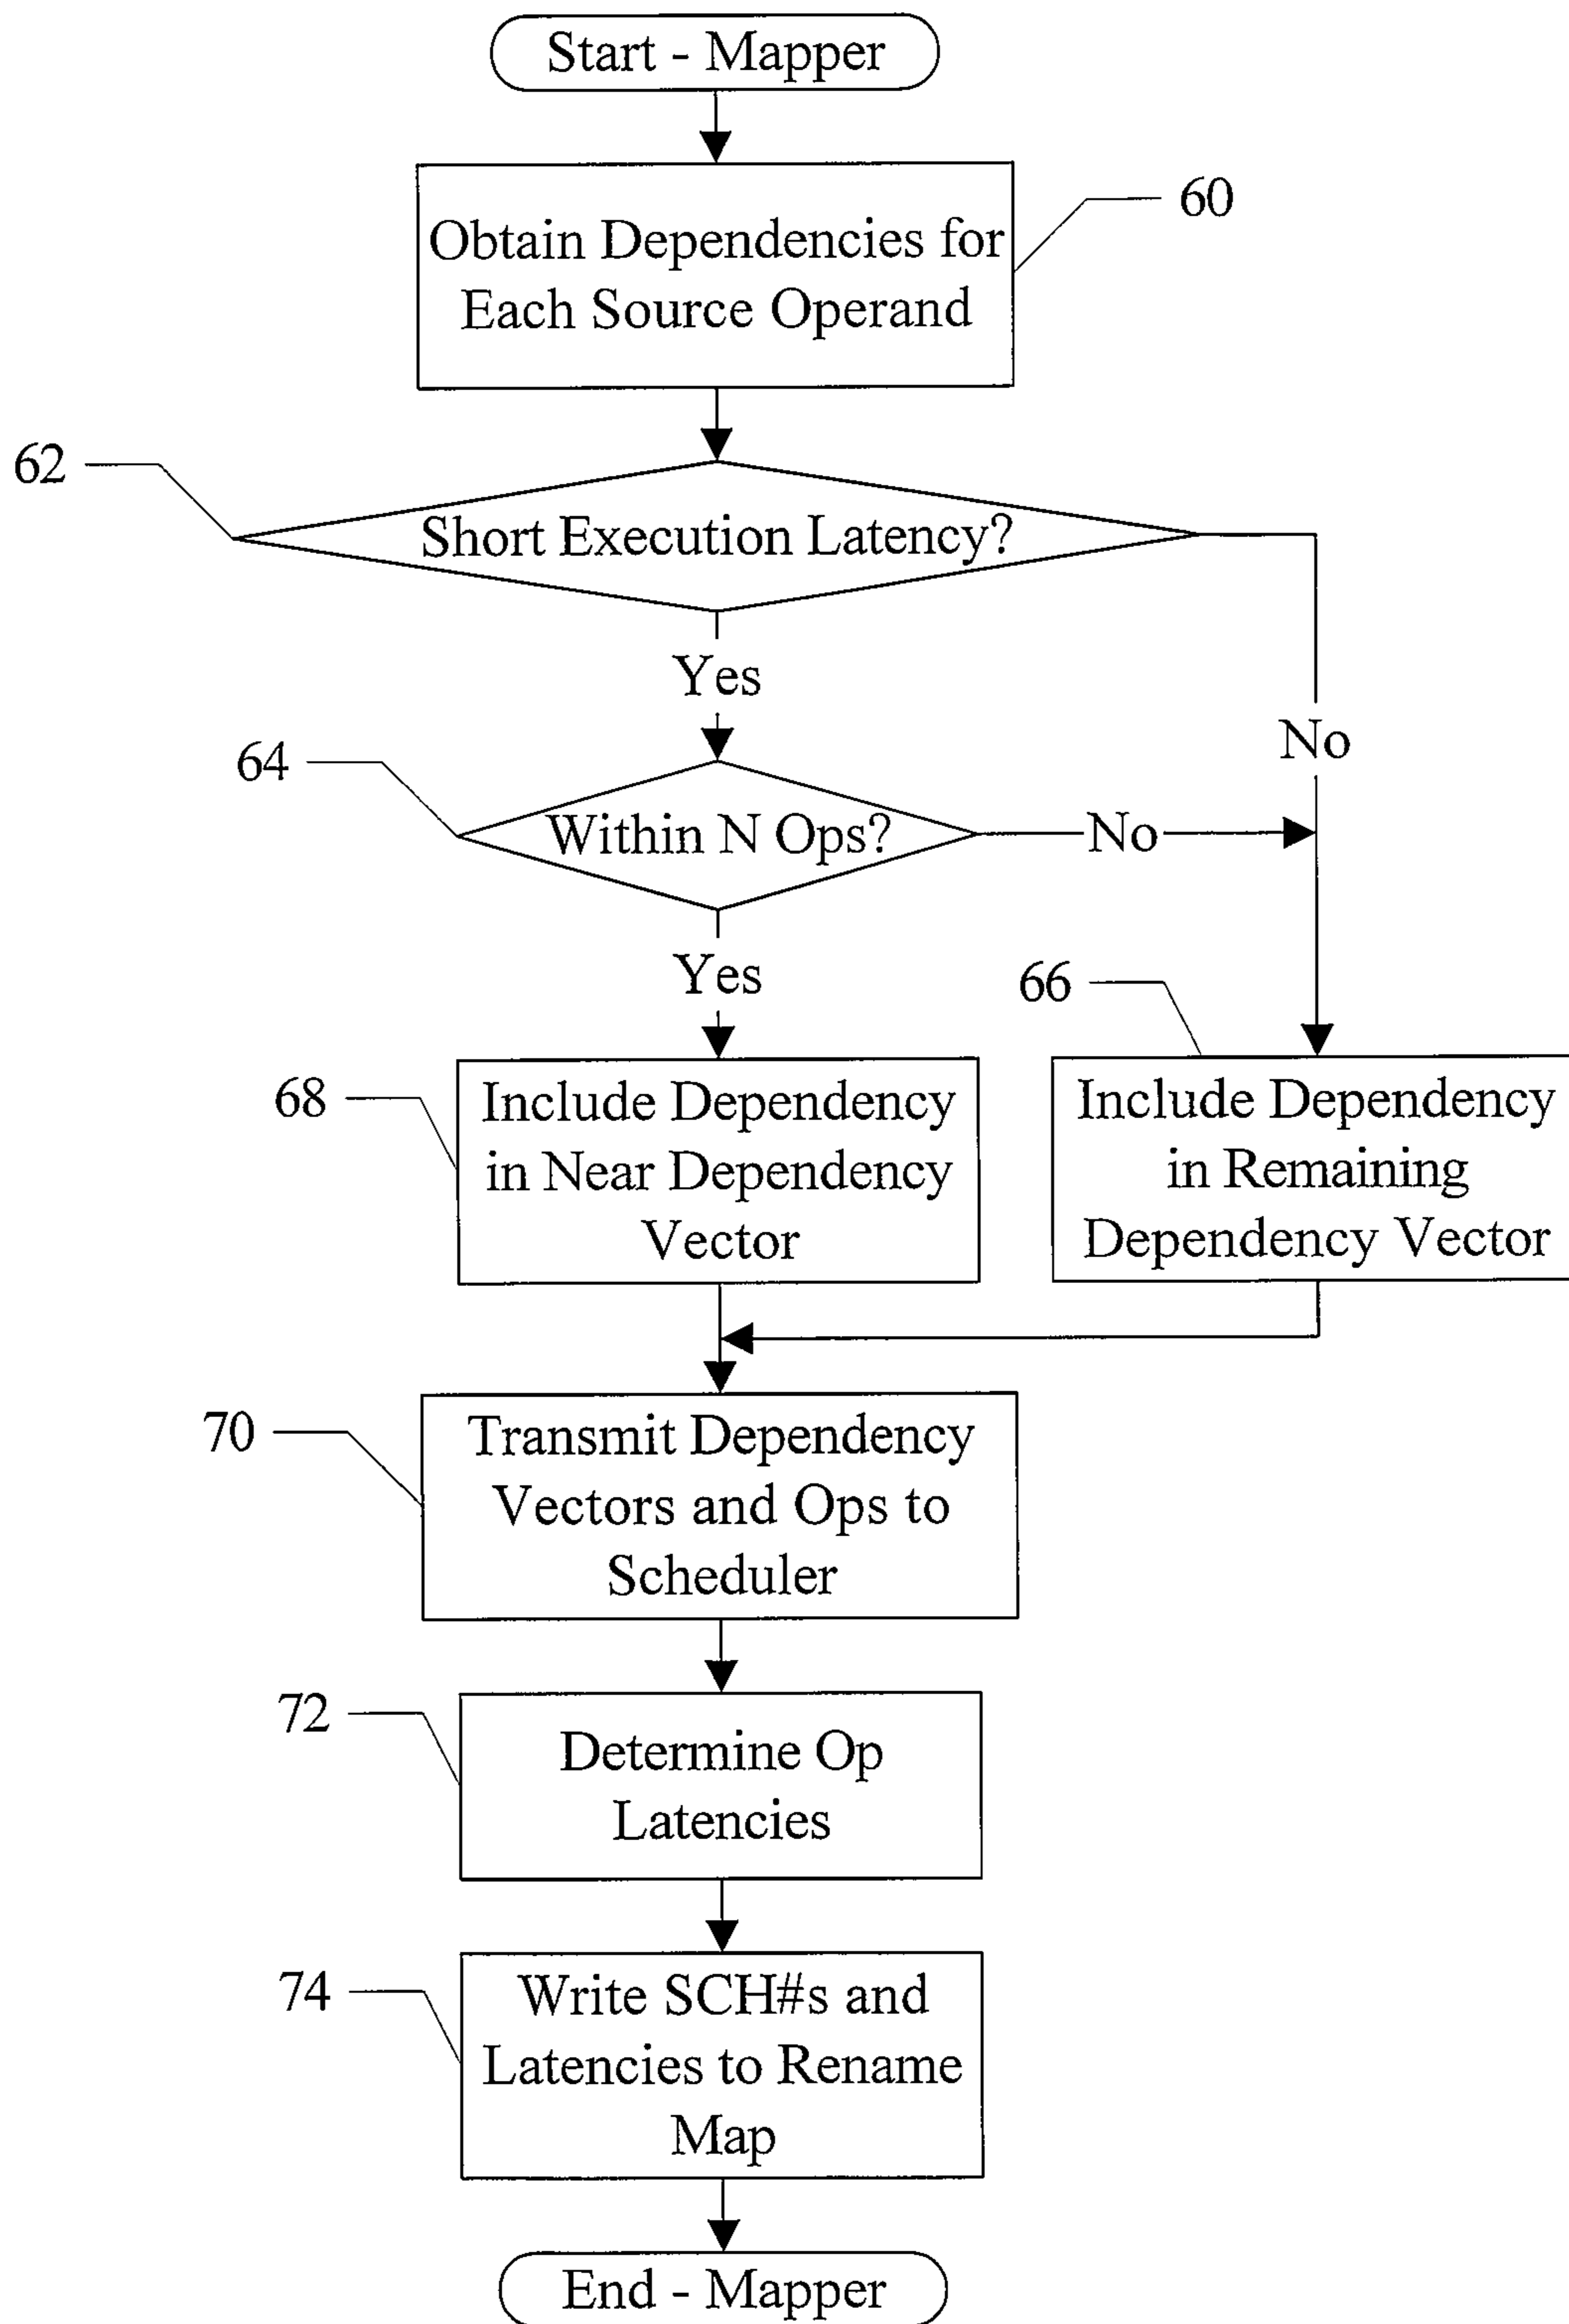 Start - Mapper
60
Obtain Dependencies for
Each Source Operand
62
Short Execution Latency?
Yes
No
64
Within N Ops?
No
Yes
66
68
Include Dependency
in Near Dependency
Vector
Include Dependency
in Remaining
Dependency Vector
70
Transmit Dependency
Vectors and Ops to
Scheduler
72
Determine Op
Latencies
74
Write SCH#s and
Latencies to Rename
Map
End - Mapper